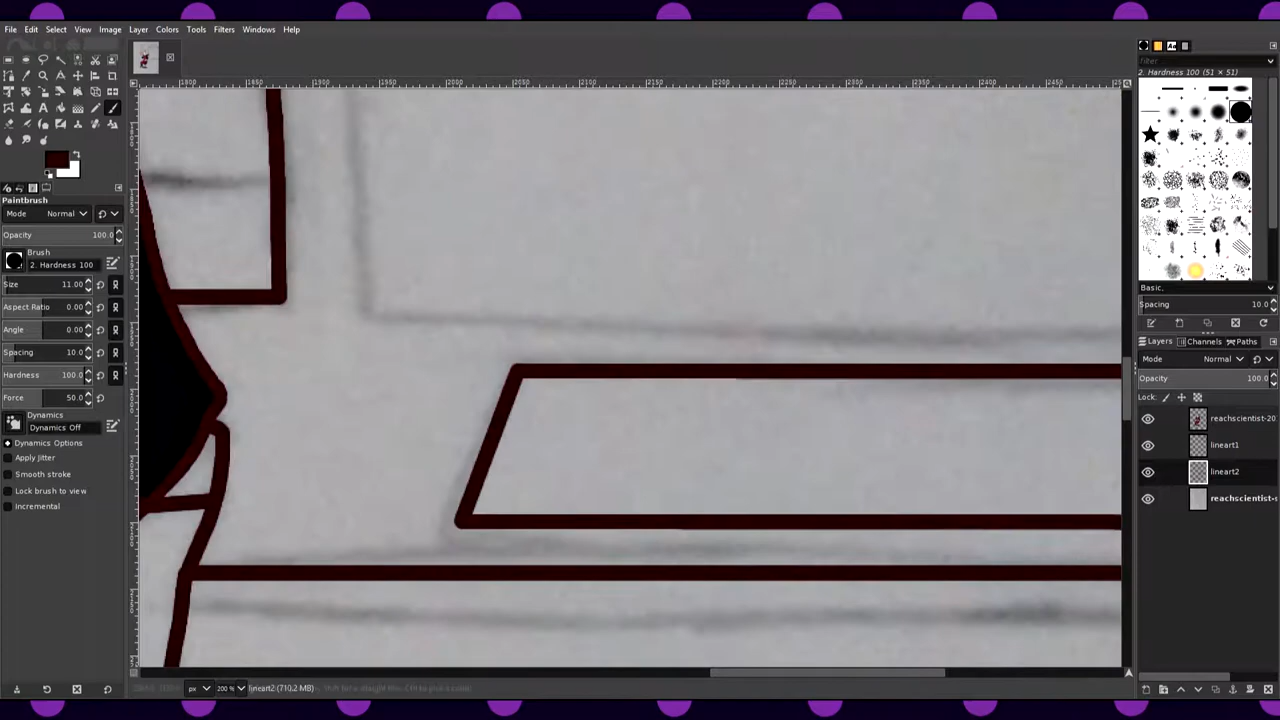 File Edit Select View Image Layer Colors Tools Filters Windows Help
Paintbrush
Mode Normal
Opacity 100.0
Brush
2. Hardness 100
Size 11.00
Aspect Ratio 0.00
Angle 0.00
Spacing 10.0
Hardness 100.0
Force 50.0
Dynamics
Dynamics Off
Dynamics Options
Apply Jitter
Smooth stroke
Lock brush to view
Incremental
px 200 % lineart2 (710.2 MB)
filter
2. Hardness 100 (51 × 51)
Basic,
Spacing 10.0
Layers Channels Paths
Mode Normal
Opacity 100.0
Lock:
reachscientist-20
lineart1
lineart2
reachscientist-s